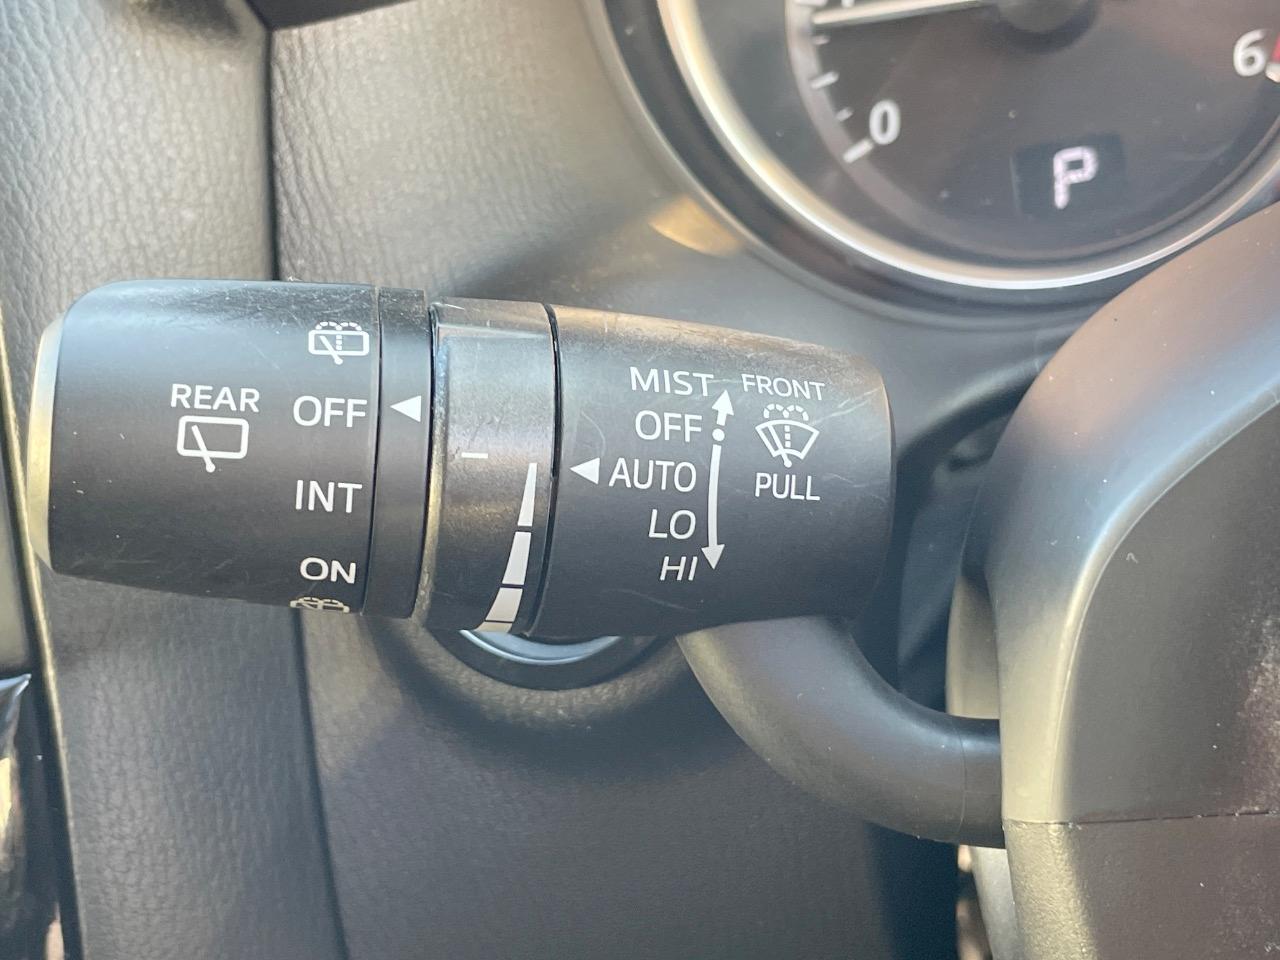 0
6
P
REAR
OFF
INT
ON
MIST
OFF
AUTO
LO
HI
FRONT
PULL